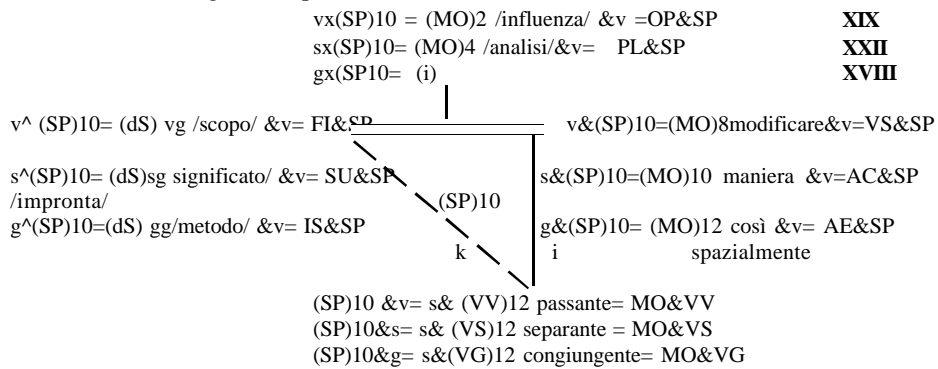 vx(SP)10 = (MO)2 /influenza/ &v =OP&SP XIX
sx(SP)10= (MO)4 /analisi/&v= PL&SP XXII
gx(SP10= (i) XVIII
v^ (SP)10= (dS) vg /scopo/ &v= FI&SP v&(SP)10=(MO)8modificare&v=VS&SP
s^(SP)10= (dS)sg significato/ &v= SU&SP s&(SP)10=(MO)10 maniera &v=AC&SP
/impronta/
(SP)10
g^(SP)10=(dS) gg/metodo/ &v= IS&SP g&(SP)10= (MO)12 così &v= AE&SP
k i spazialmente
(SP)10 &v= s& (VV)12 passante= MO&VV
(SP)10&s= s& (VS)12 separante = MO&VS
(SP)10&g= s&(VG)12 congiungente= MO&VG